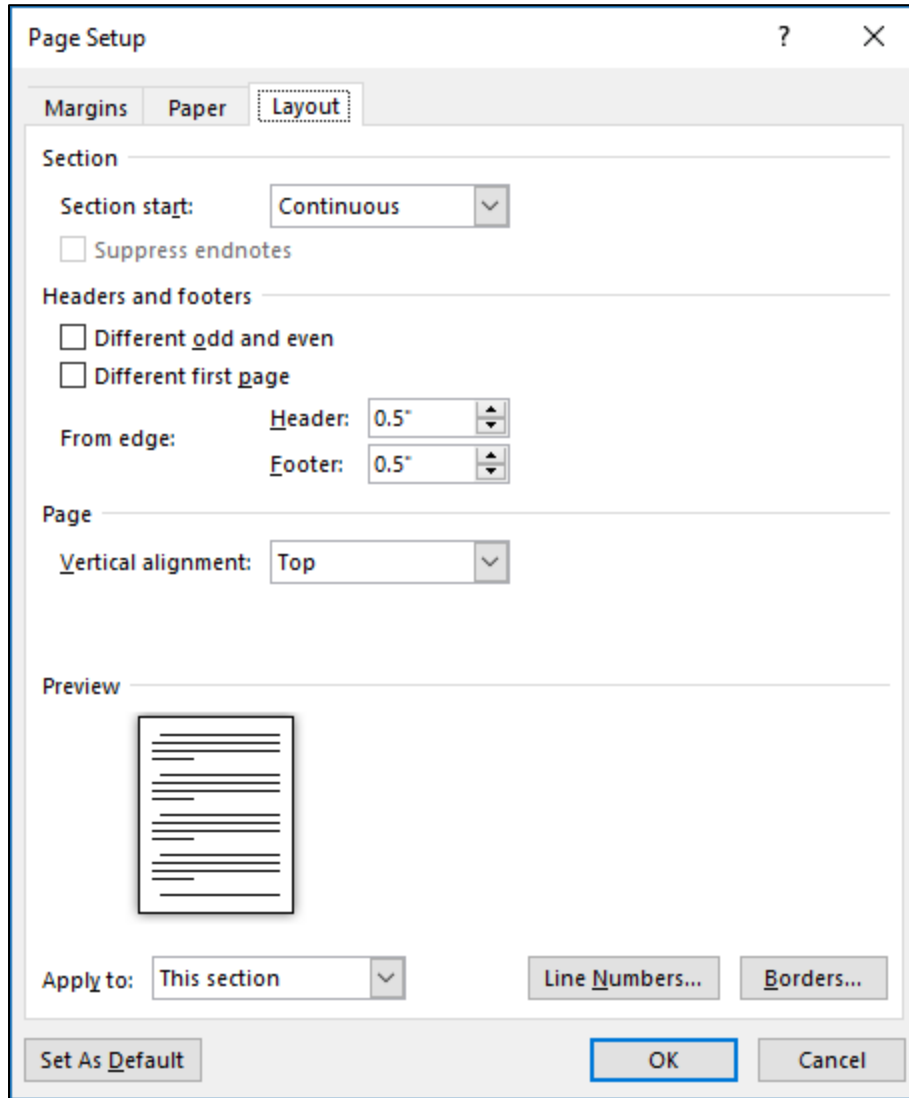 Page Setup ?
Margins Paper Layout
Section
Section start: Continuous
Suppress endnotes
Headers and footers
Different odd and even
Different first page
Header: 0.5"
From edge:
Footer: 0.5"
Page
Vertical alignment: Top
Preview
Apply to: This section Line Numbers... Borders...
Set As Default OK Cancel